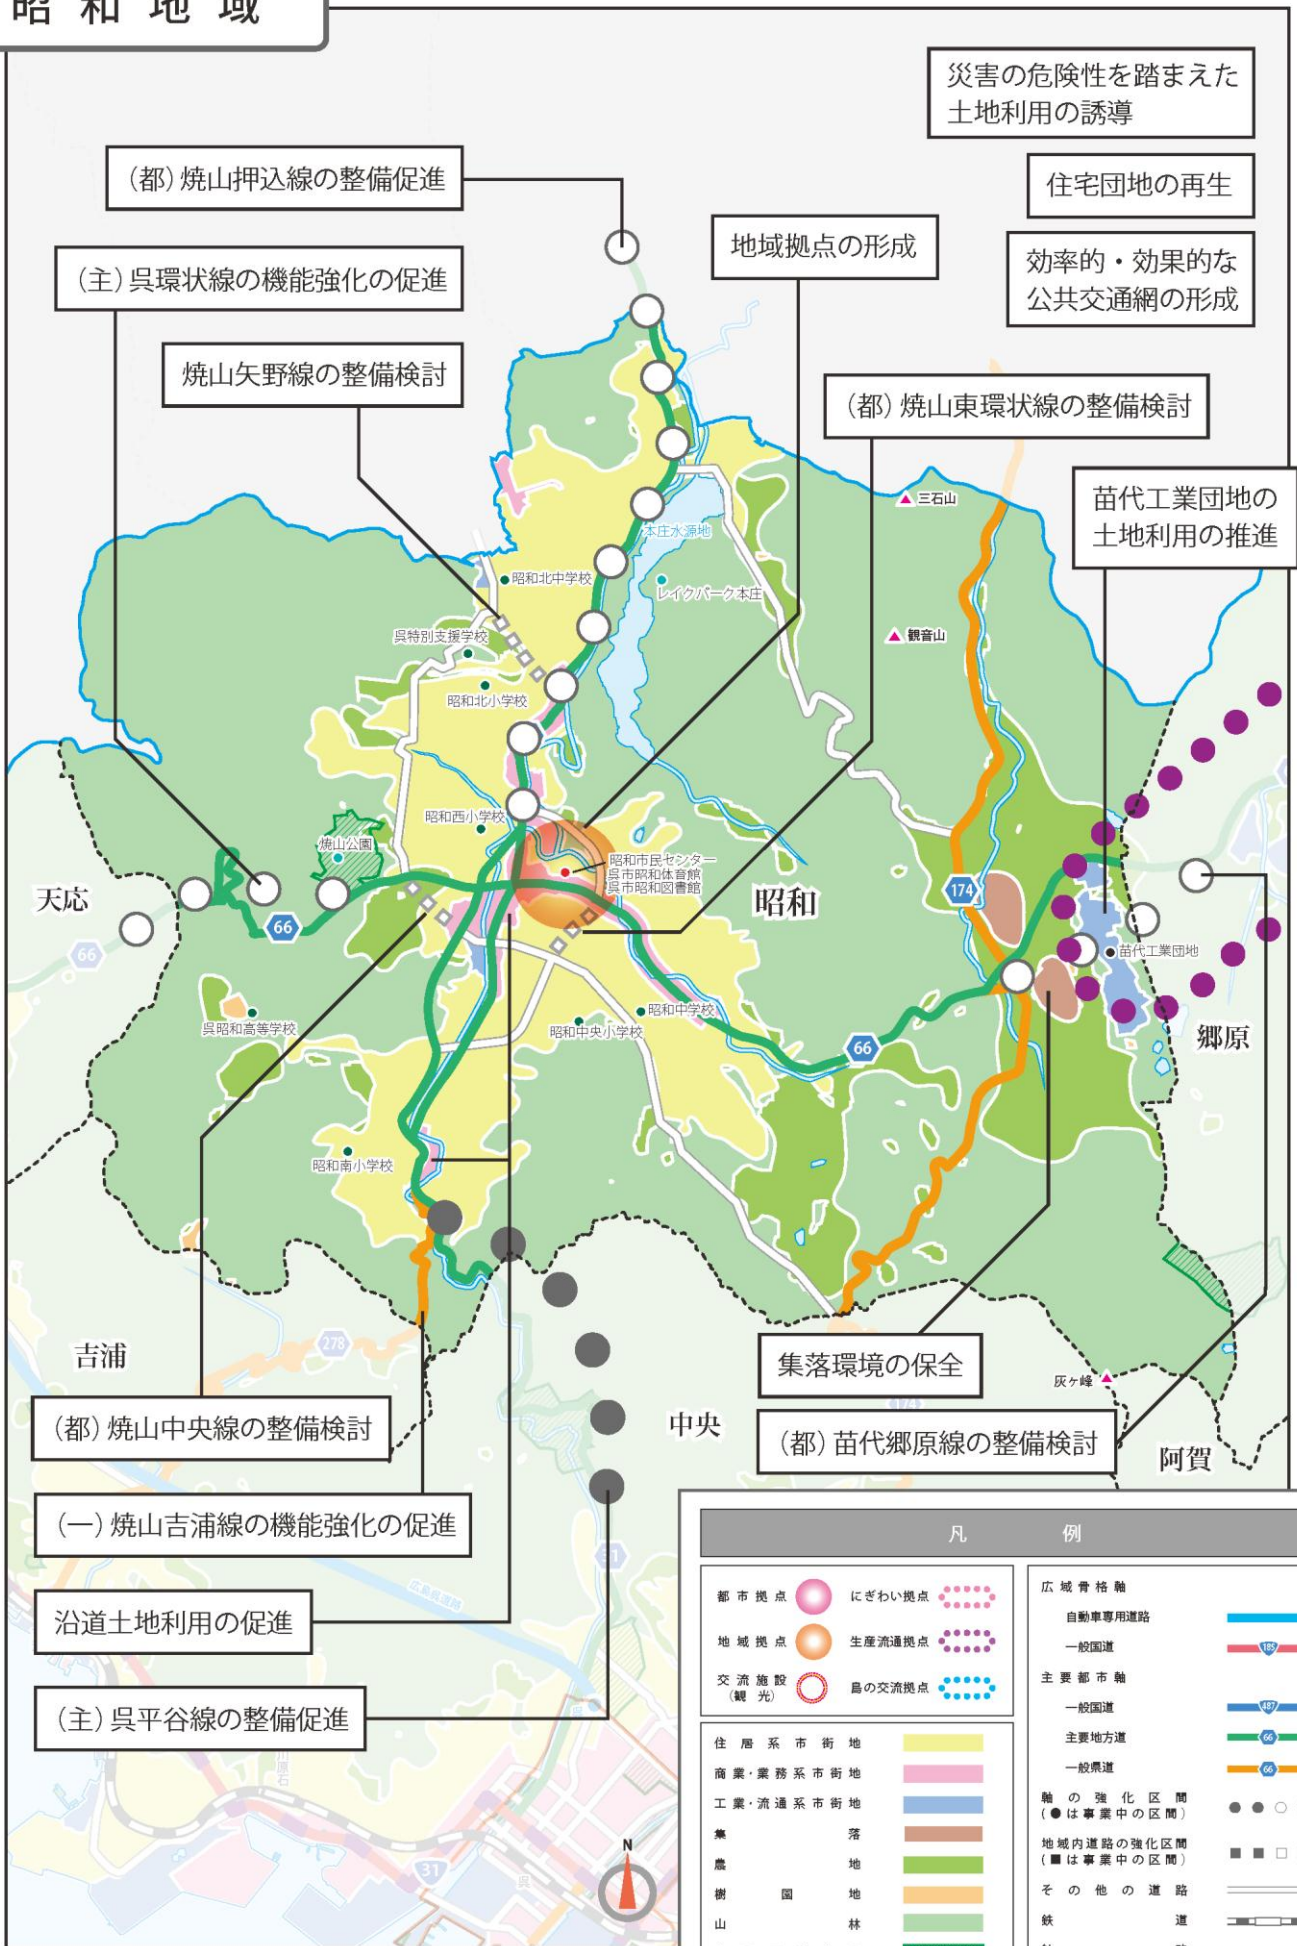 昭和地域
災害の危険性を踏まえた
土地利用の誘導
住宅団地の再生
効率的・効果的な
公共交通網の形成
(都)焼山押込線の整備促進
地域拠点の形成
(主)呉環状線の機能強化の促進
焼山矢野線の整備検討
(都)焼山東環状線の整備検討
苗代工業団地の
土地利用の推進
三石山
本庄水源地
昭和北中学校
レイクパーク本庄
呉特別支援学校
観音山
昭和北小学校
昭和西小学校
焼山公園
昭和市民センター
呉市昭和体育館
呉市昭和図書館
天応
昭和
174
66
66
苗代工業団地
昭和中学校
呉昭和高等学校
昭和中央小学校
郷原
66
昭和南小学校
278
吉浦
集落環境の保全
灰ヶ峰
174
中央
(都)焼山中央線の整備検討
(都)苗代郷原線の整備検討
阿賀
(一)焼山吉浦線の機能強化の促進
31
広島呉道路
沿道土地利用の促進
(主)呉平谷線の整備促進
31
呉
N
凡例
都市拠点
にぎわい拠点
地域拠点
生産流通拠点
交流施設
(観光)
島の交流拠点
住居系市街地
商業・業務系市街地
工業・流通系市街地
集落
農地
樹園地
山林
広域骨格軸
自動車専用道路
一般国道
185
主要都市軸
一般国道
487
主要地方道
66
一般県道
66
軸の強化区間
(●は事業中の区間)
地域内道路の強化区間
(■は事業中の区間)
その他の道路
鉄道